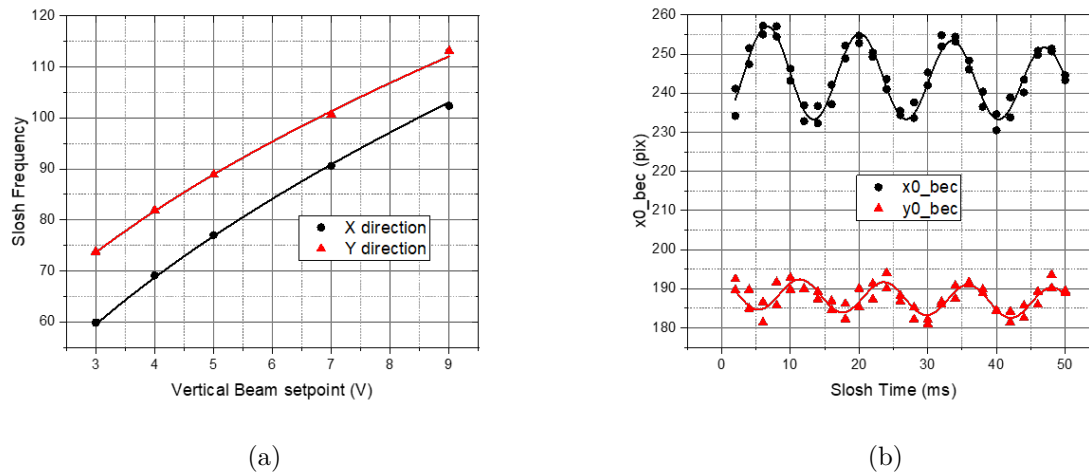 120
110
100
90
80
70
60
Slosh Frequency
X direction
Y direction
3 4 5 6 7 8 9
Vertical Beam setpoint (V)
(a)
260
250
240
230
220
210
200
190
180
x0_bec (pix)
x0_bec
y0_bec
0 10 20 30 40 50
Slosh Time (ms)
(b)